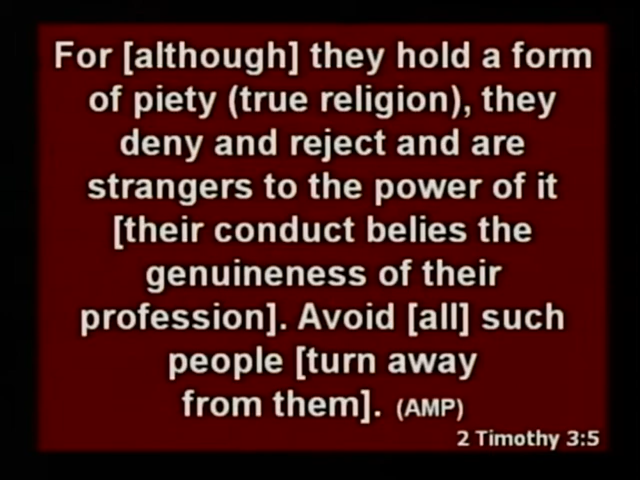 For [although] they hold a form
of piety (true religion), they
deny and reject and are
strangers to the power of it
[their conduct belies the
genuineness of their
profession]. Avoid [all] such
people [turn away
from them]. (AMP)
2 Timothy 3:5